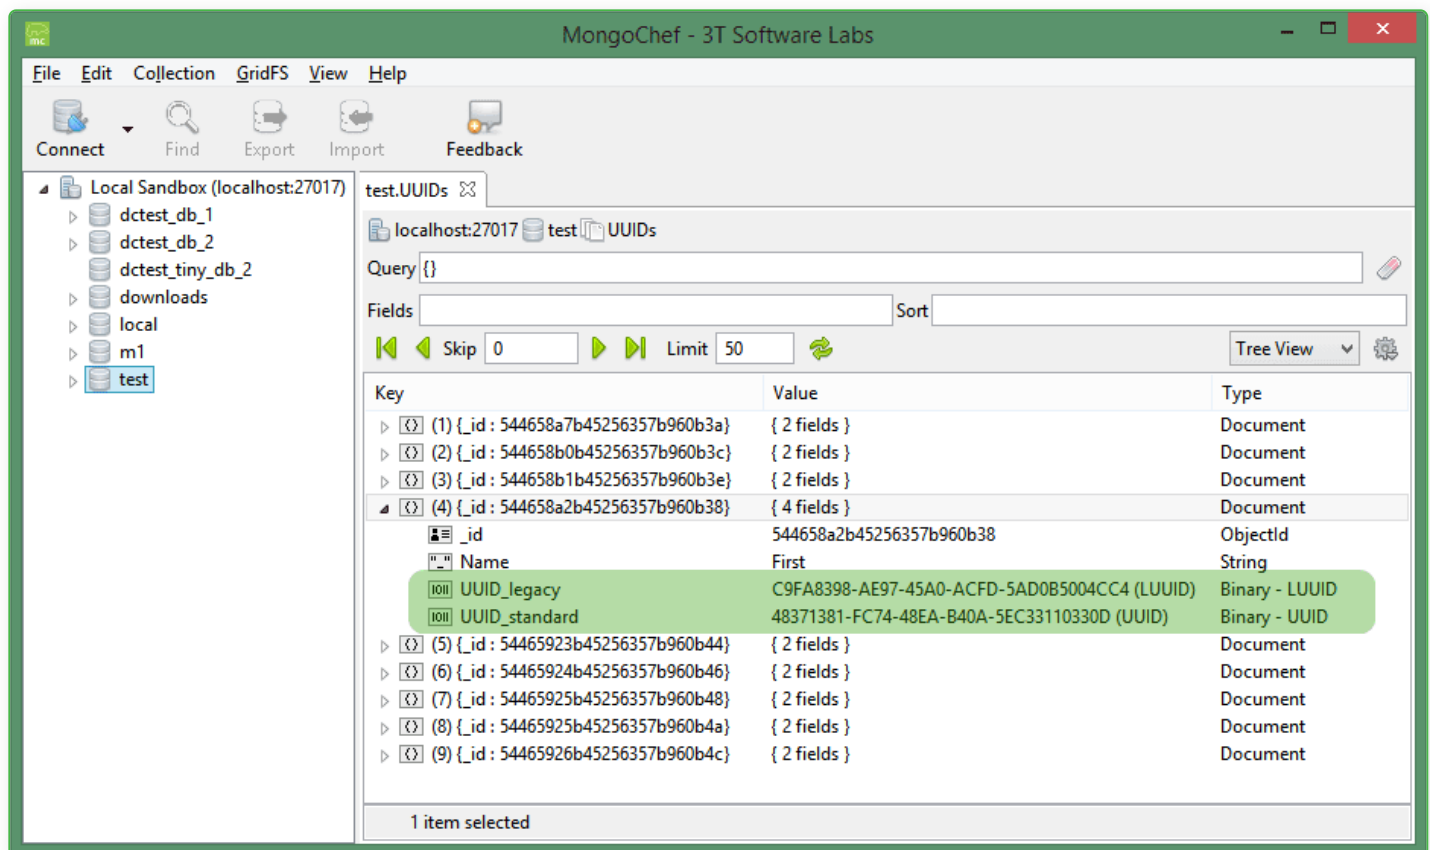 mc
MongoChef - 3T Software Labs
File Edit Collection GridFS View Help
Connect Find Export Import Feedback
Local Sandbox (localhost:27017)
dctest_db_1
dctest_db_2
dctest_tiny_db_2
downloads
local
m1
test
test.UUIDs
localhost:27017 test UUIDs
Query {}
Fields Sort
Skip 0 Limit 50 Tree View
Key Value Type
(1) {_id : 544658a7b45256357b960b3a} { 2 fields } Document
(2) {_id : 544658b0b45256357b960b3c} { 2 fields } Document
(3) {_id : 544658b1b45256357b960b3e} { 2 fields } Document
(4) {_id : 544658a2b45256357b960b38} { 4 fields } Document
_id 544658a2b45256357b960b38 ObjectId
"_" Name First String
UUID_legacy C9FA8398-AE97-45A0-ACFD-5AD0B5004CC4 (LUUID) Binary - LUUID
UUID_standard 48371381-FC74-48EA-B40A-5EC33110330D (UUID) Binary - UUID
(5) {_id : 54465923b45256357b960b44} { 2 fields } Document
(6) {_id : 54465924b45256357b960b46} { 2 fields } Document
(7) {_id : 54465925b45256357b960b48} { 2 fields } Document
(8) {_id : 54465925b45256357b960b4a} { 2 fields } Document
(9) {_id : 54465926b45256357b960b4c} { 2 fields } Document
1 item selected